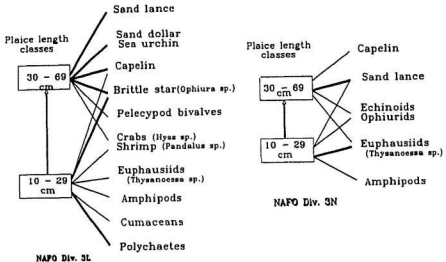 Plaice length
classes
30 - 69
cm
10 - 29
cm
Sand lance
Sand dollar
Sea urchin
Capelin
Brittle star(Ophiura sp.)
Pelecypod bivalves
Crabs (Hyas sp.)
Shrimp (Pandalus sp.)
Euphausiids
(Thysanoessa sp.)
Amphipods
Cumaceans
Polychaetes
NAFO Div. 3L
Plaice length
classes
30 - 69
cm
10 - 29
cm
Capelin
Sand lance
Echinoids
Ophiurids
Euphausiids
(Thysanoessa sp.)
Amphipods
NAFO Div. 3N